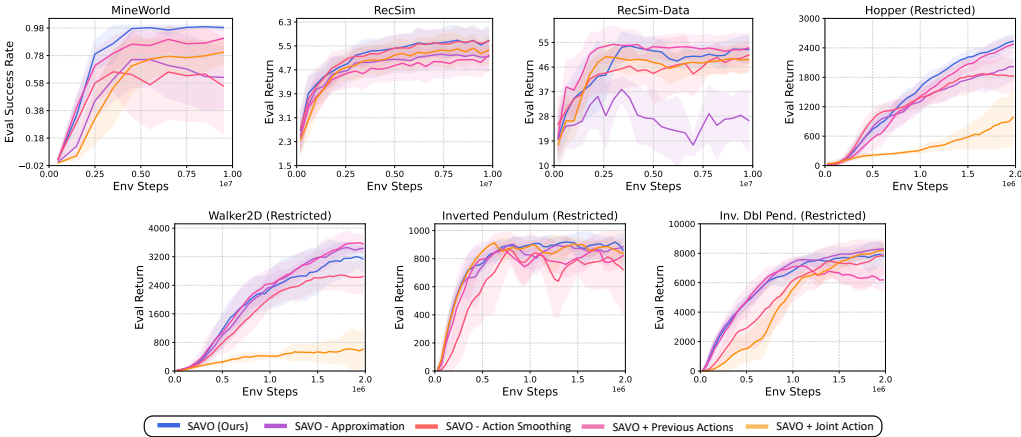 MineWorld
RecSim
RecSim-Data
Hopper (Restricted)
Eval Success Rate
0.98
0.78
0.58
0.38
0.18
−0.02
0.0 0.25 0.5 0.75 1.00
Env Steps
1e7
Eval Return
6.3
5.5
4.7
3.9
3.1
2.3
1.5
0.0 0.25 0.5 0.75 1.00
Env Steps
1e7
Eval Return
55
46
37
28
19
10
0.0 0.25 0.5 0.75 1.00
Env Steps
1e7
Eval Return
3000
2400
1800
1200
600
0
0.0 0.5 1.0 1.5 2.0
Env Steps
1e6
Walker2D (Restricted)
Inverted Pendulum (Restricted)
Inv. Dbl Pend. (Restricted)
Eval Return
4000
3200
2400
1600
800
0
0.0 0.5 1.0 1.5 2.0
Env Steps
1e6
Eval Return
1000
800
600
400
200
0
0.0 0.5 1.0 1.5 2.0
Env Steps
1e6
Eval Return
10000
8000
6000
4000
2000
0
0.0 0.5 1.0 1.5 2.0
Env Steps
1e6
SAVO (Ours) SAVO - Approximation SAVO - Action Smoothing SAVO + Previous Actions SAVO + Joint Action